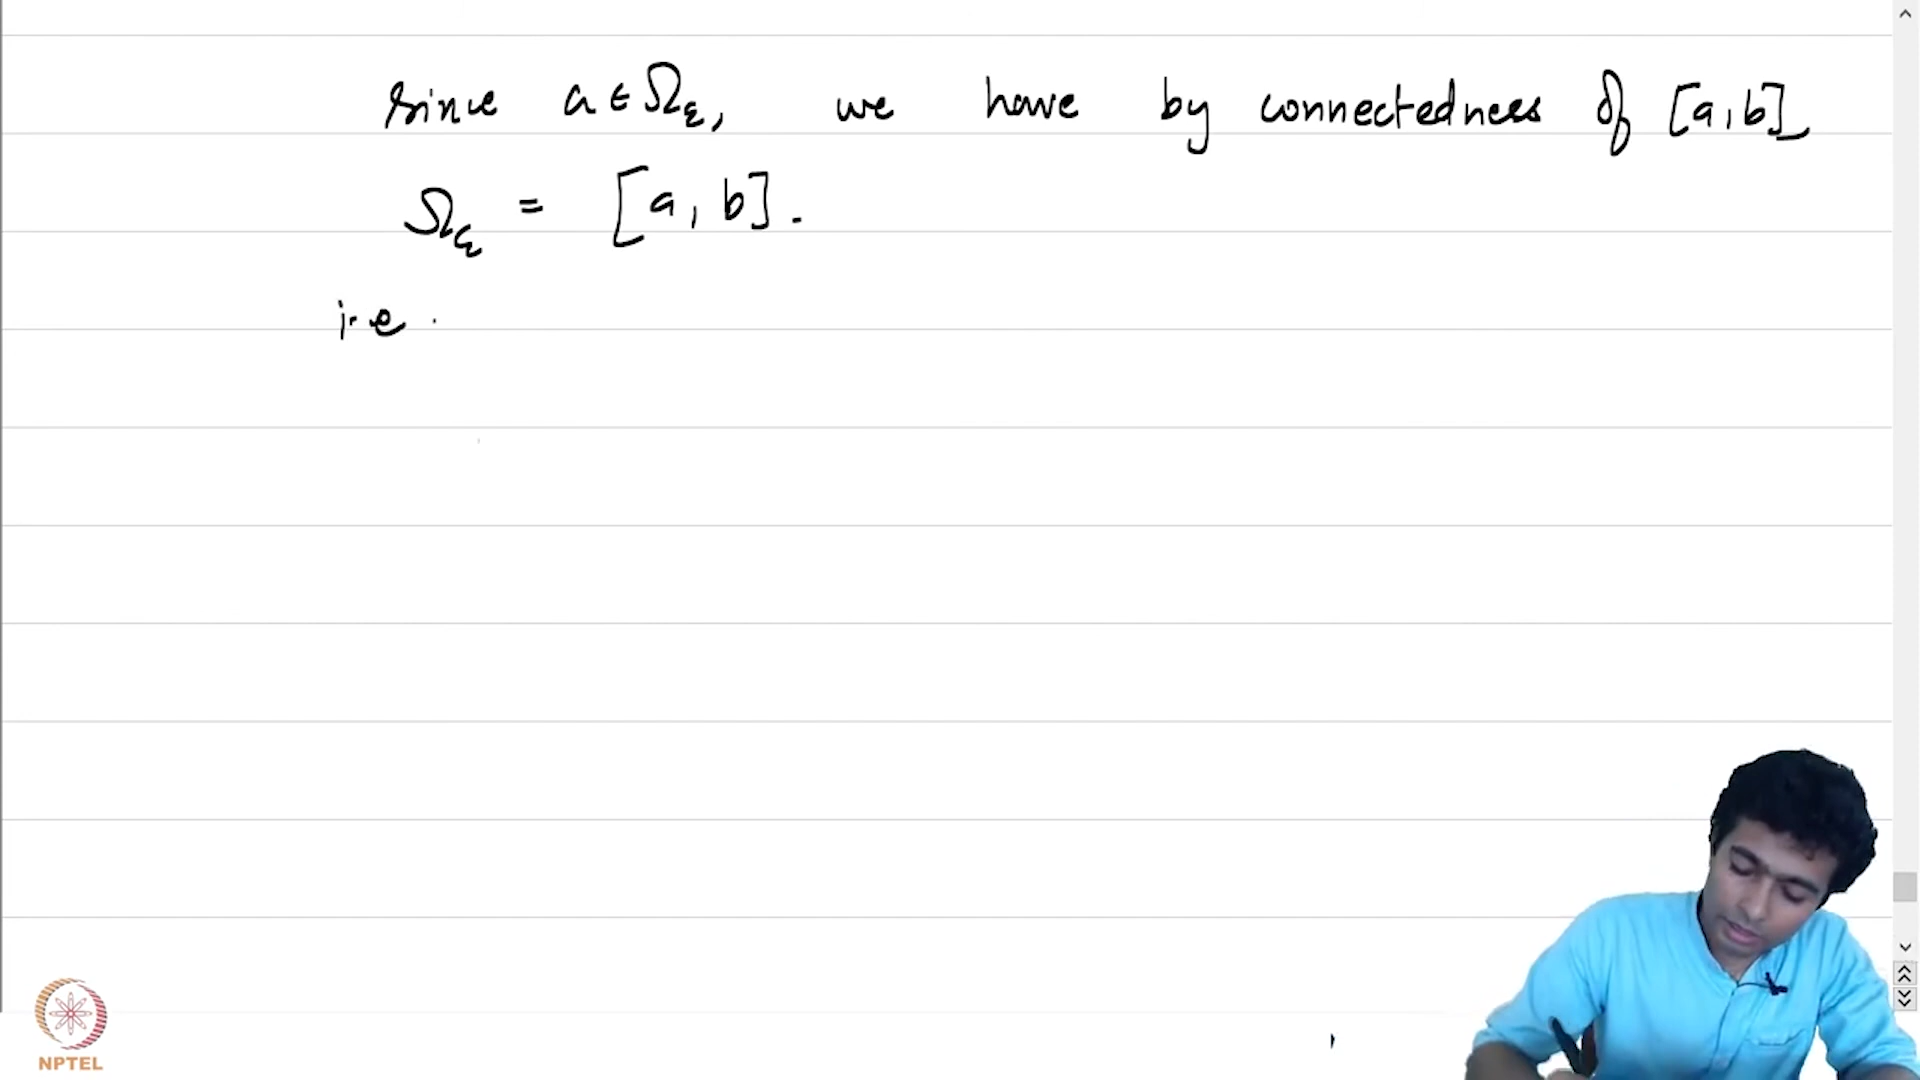 since a ∈ Ω_ε, we have by connectedness of [a, b]
Ω_ε = [a, b].
i.e.
NPTEL